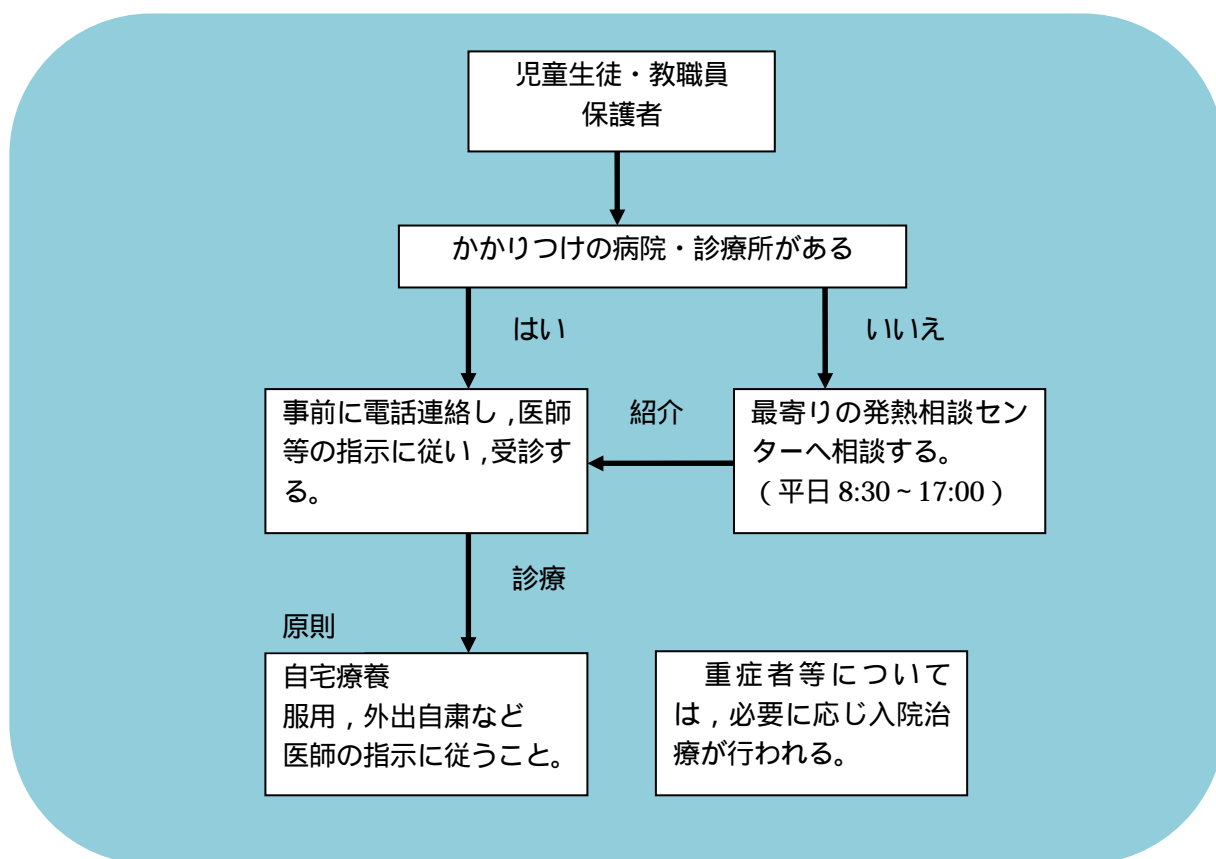 児童生徒・教職員
保護者
かかりつけの病院・診療所がある
はい
いいえ
事前に電話連絡し，医師
等の指示に従い，受診す
る。
紹介
最寄りの発熱相談セン
ターへ相談する。
（平日 8:30～17:00）
診療
原則
自宅療養
服用，外出自粛など
医師の指示に従うこと。
重症者等について
は，必要に応じ入院治
療が行われる。